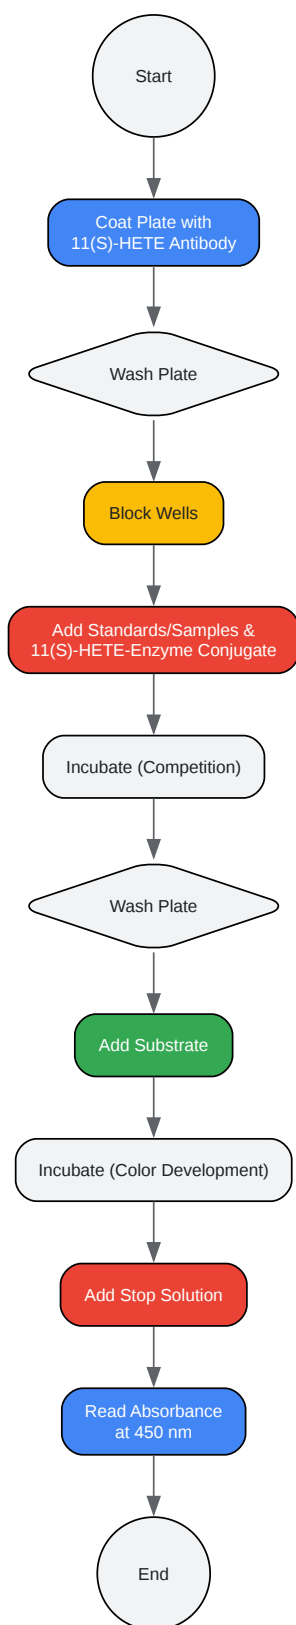 Start
Coat Plate with
11(S)-HETE Antibody
Wash Plate
Block Wells
Add Standards/Samples &
11(S)-HETE-Enzyme Conjugate
Incubate (Competition)
Wash Plate
Add Substrate
Incubate (Color Development)
Add Stop Solution
Read Absorbance
at 450 nm
End